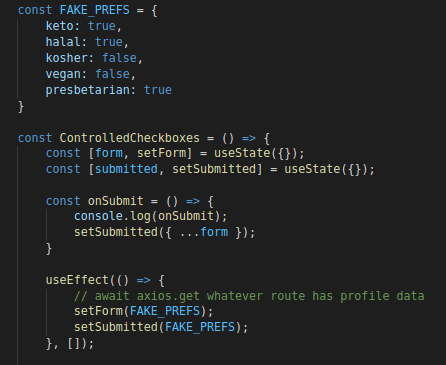 const FAKE_PREFS = {
    keto: true,
    halal: true,
    kosher: false,
    vegan: false,
    presbetarian: true
}
const ControlledCheckboxes = () => {
    const [form, setForm] = useState({});
    const [submitted, setSubmitted] = useState({});
    const onSubmit = () => {
        console.log(onSubmit);
        setSubmitted({ ...form });
    }
    useEffect(() => {
        // await axios.get whatever route has profile data
        setForm(FAKE_PREFS);
        setSubmitted(FAKE_PREFS);
    }, []);